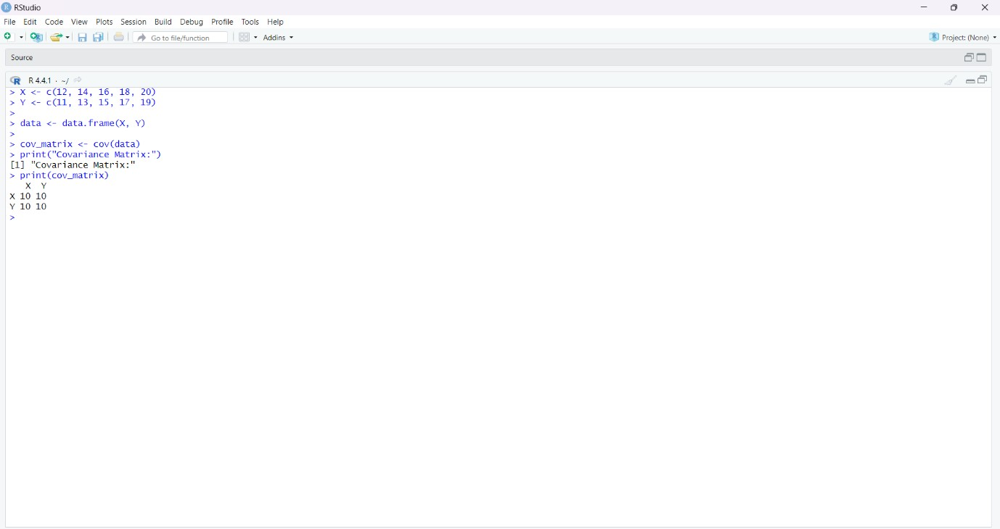 RStudio
File Edit Code View Plots Session Build Debug Profile Tools Help
Go to file/function Addins Project: (None)
Source
R 4.4.1 · ~/
> X <- c(12, 14, 16, 18, 20)
> Y <- c(11, 13, 15, 17, 19)
>
> data <- data.frame(X, Y)
>
> cov_matrix <- cov(data)
> print("Covariance Matrix:")
[1] "Covariance Matrix:"
> print(cov_matrix)
   X  Y
X 10 10
Y 10 10
>